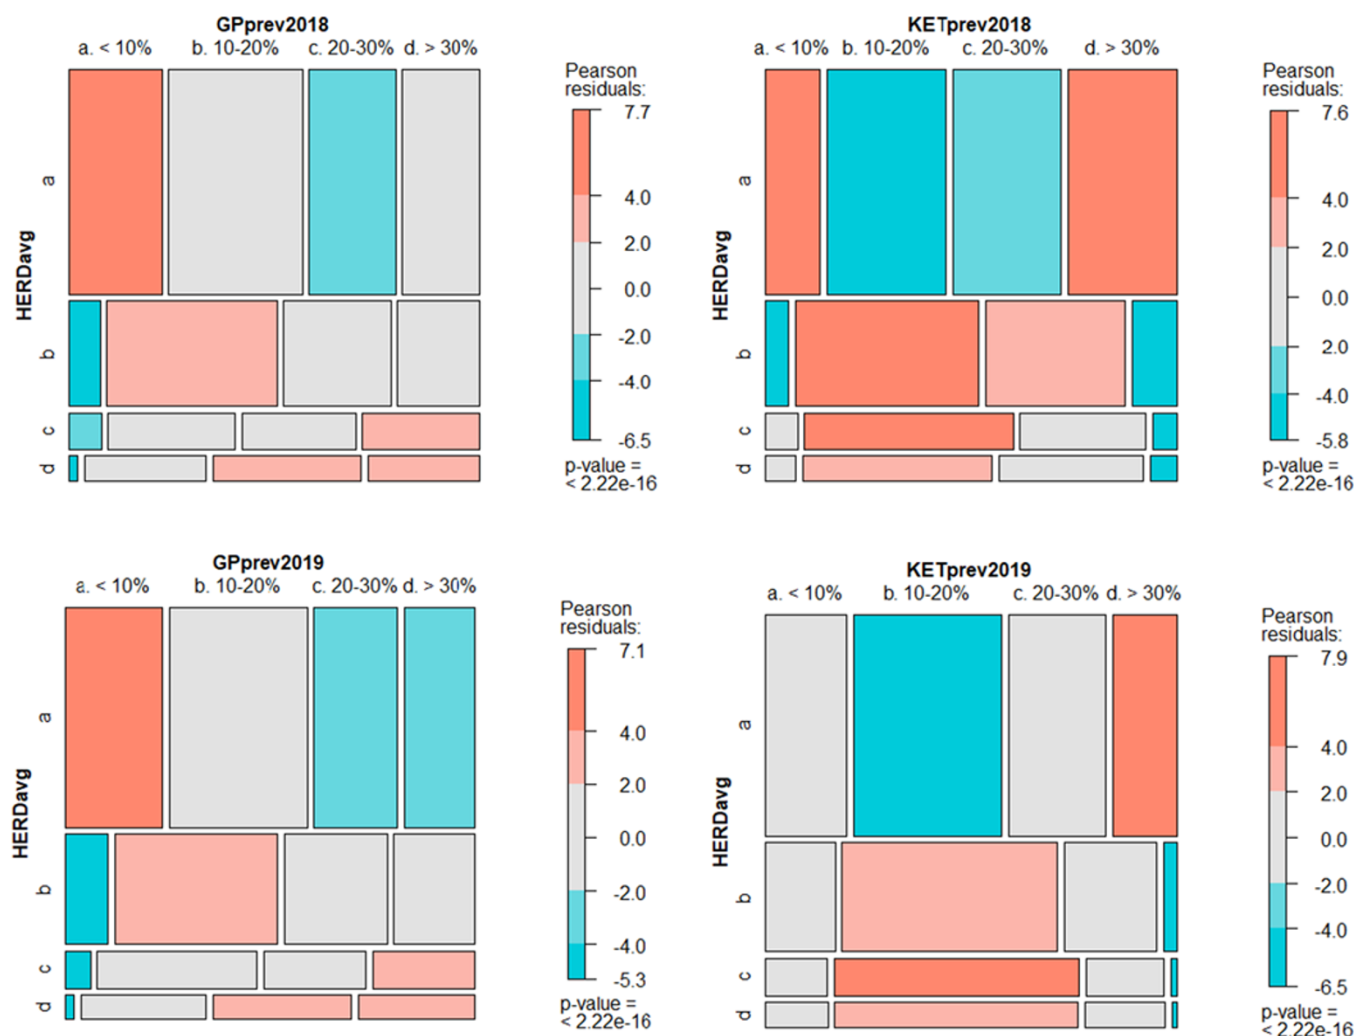 GPprev2018
a. < 10% b. 10-20% c. 20-30% d. > 30%
HERDavg
a
b
c
d
Pearson
residuals:
7.7
4.0
2.0
0.0
-2.0
-4.0
-6.5
p-value =
< 2.22e-16
KETprev2018
a. < 10% b. 10-20% c. 20-30% d. > 30%
HERDavg
a
b
c
d
Pearson
residuals:
7.6
4.0
2.0
0.0
2.0
-4.0
-5.8
p-value =
< 2.22e-16
GPprev2019
a. < 10% b. 10-20% c. 20-30% d. > 30%
HERDavg
a
b
c
d
Pearson
residuals:
7.1
4.0
2.0
0.0
-2.0
-4.0
-5.3
p-value =
< 2.22e-16
KETprev2019
a. < 10% b. 10-20% c. 20-30% d. > 30%
HERDavg
a
b
c
d
Pearson
residuals:
7.9
4.0
2.0
0.0
-2.0
-4.0
-6.5
p-value =
< 2.22e-16